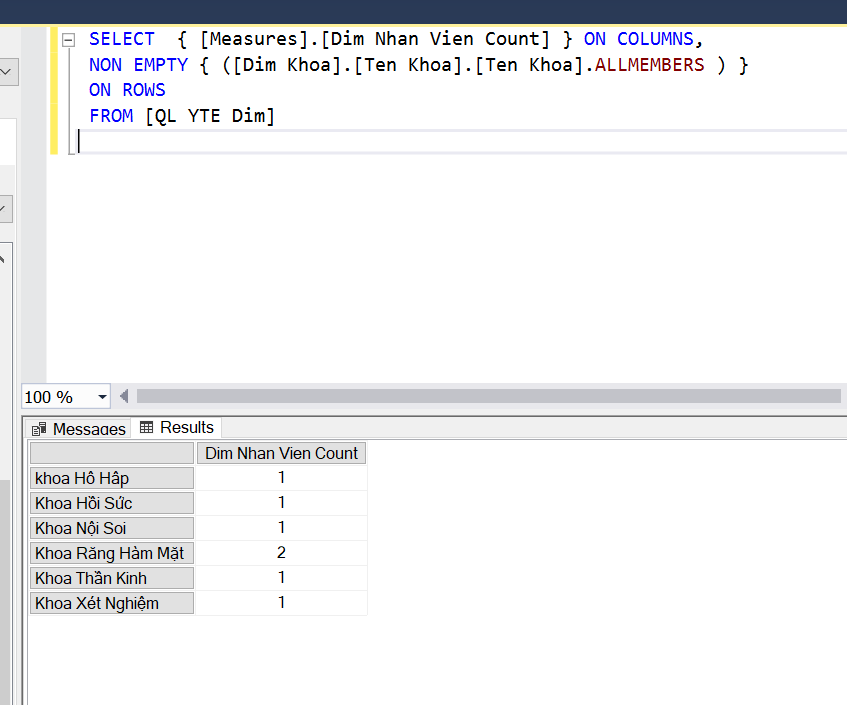 SELECT  { [Measures].[Dim Nhan Vien Count] } ON COLUMNS,
NON EMPTY { ([Dim Khoa].[Ten Khoa].[Ten Khoa].ALLMEMBERS ) }
ON ROWS
FROM [QL YTE Dim]
100 %
Messages Results
Dim Nhan Vien Count
khoa Hô Hấp 1
Khoa Hồi Sức 1
Khoa Nội Soi 1
Khoa Răng Hàm Mặt 2
Khoa Thần Kinh 1
Khoa Xét Nghiệm 1